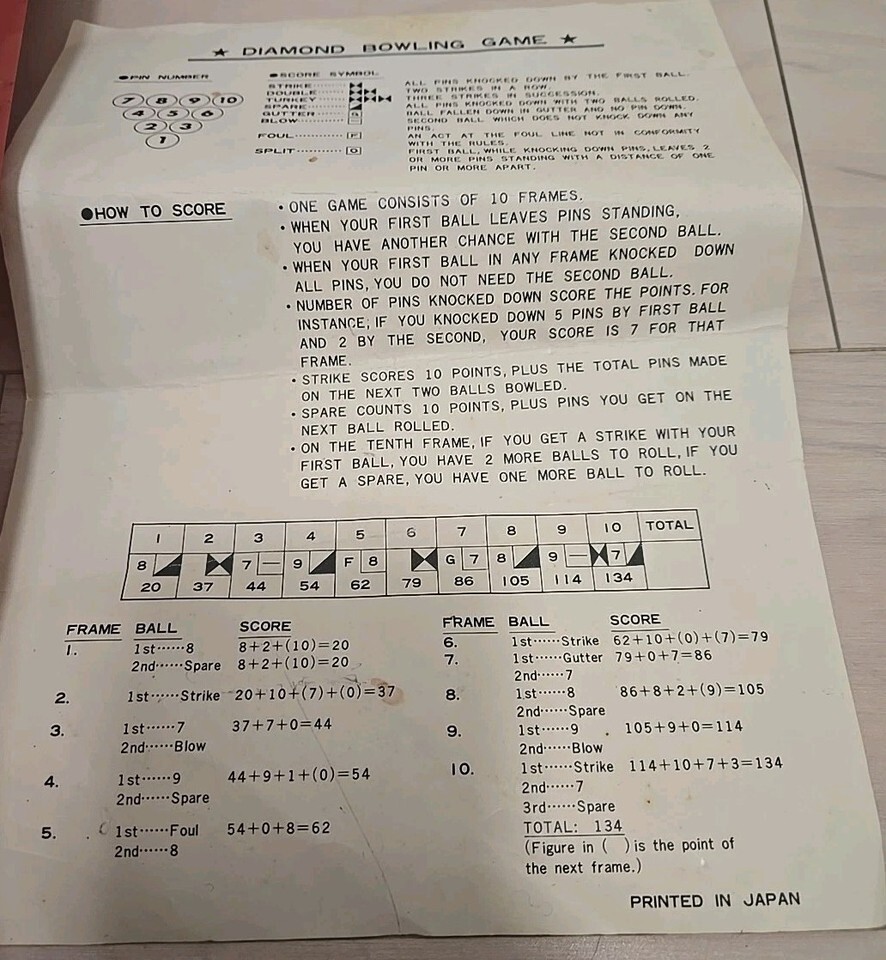 ★ DIAMOND BOWLING GAME ★
●PIN NUMBER
7 8 9 10
4 5 6
2 3
1
●SCORE SYMBOL
STRIKE
DOUBLE
TURKEY
SPARE
GUTTER G
BLOW —
FOUL F
SPLIT O
ALL PINS KNOCKED DOWN BY THE FIRST BALL.
TWO STRIKES IN A ROW.
THREE STRIKES IN SUCCESSION.
ALL PINS KNOCKED DOWN WITH TWO BALLS ROLLED.
BALL FALLEN DOWN IN GUTTER AND NO PIN DOWN.
SECOND BALL WHICH DOES NOT KNOCK DOWN ANY
PINS.
AN ACT AT THE FOUL LINE NOT IN CONFORMITY
WITH THE RULES.
FIRST BALL, WHILE KNOCKING DOWN PINS, LEAVES 2
OR MORE PINS STANDING WITH A DISTANCE OF ONE
PIN OR MORE APART.
●HOW TO SCORE
• ONE GAME CONSISTS OF 10 FRAMES.
• WHEN YOUR FIRST BALL LEAVES PINS STANDING,
YOU HAVE ANOTHER CHANCE WITH THE SECOND BALL.
• WHEN YOUR FIRST BALL IN ANY FRAME KNOCKED DOWN
ALL PINS, YOU DO NOT NEED THE SECOND BALL.
• NUMBER OF PINS KNOCKED DOWN SCORE THE POINTS. FOR
INSTANCE, IF YOU KNOCKED DOWN 5 PINS BY FIRST BALL
AND 2 BY THE SECOND, YOUR SCORE IS 7 FOR THAT
FRAME.
• STRIKE SCORES 10 POINTS, PLUS THE TOTAL PINS MADE
ON THE NEXT TWO BALLS BOWLED.
• SPARE COUNTS 10 POINTS, PLUS PINS YOU GET ON THE
NEXT BALL ROLLED.
• ON THE TENTH FRAME, IF YOU GET A STRIKE WITH YOUR
FIRST BALL, YOU HAVE 2 MORE BALLS TO ROLL, IF YOU
GET A SPARE, YOU HAVE ONE MORE BALL TO ROLL.
1 2 3 4 5 6 7 8 9 10 TOTAL
8 7 — 9 F 8 G 7 8 9 — 7
20 37 44 54 62 79 86 105 114 134
FRAME BALL SCORE
1. 1st······8 8+2+(10)=20
2nd······Spare 8+2+(10)=20
2. 1st······Strike 20+10+(7)+(0)=37
3. 1st······7 37+7+0=44
2nd······Blow
4. 1st······9 44+9+1+(0)=54
2nd······Spare
5. 1st······Foul 54+0+8=62
2nd······8
FRAME BALL SCORE
6. 1st······Strike 62+10+(0)+(7)=79
7. 1st······Gutter 79+0+7=86
2nd······7
8. 1st······8 86+8+2+(9)=105
2nd······Spare
9. 1st······9 105+9+0=114
2nd······Blow
10. 1st······Strike 114+10+7+3=134
2nd······7
3rd······Spare
TOTAL: 134
(Figure in ( ) is the point of
the next frame.)
PRINTED IN JAPAN